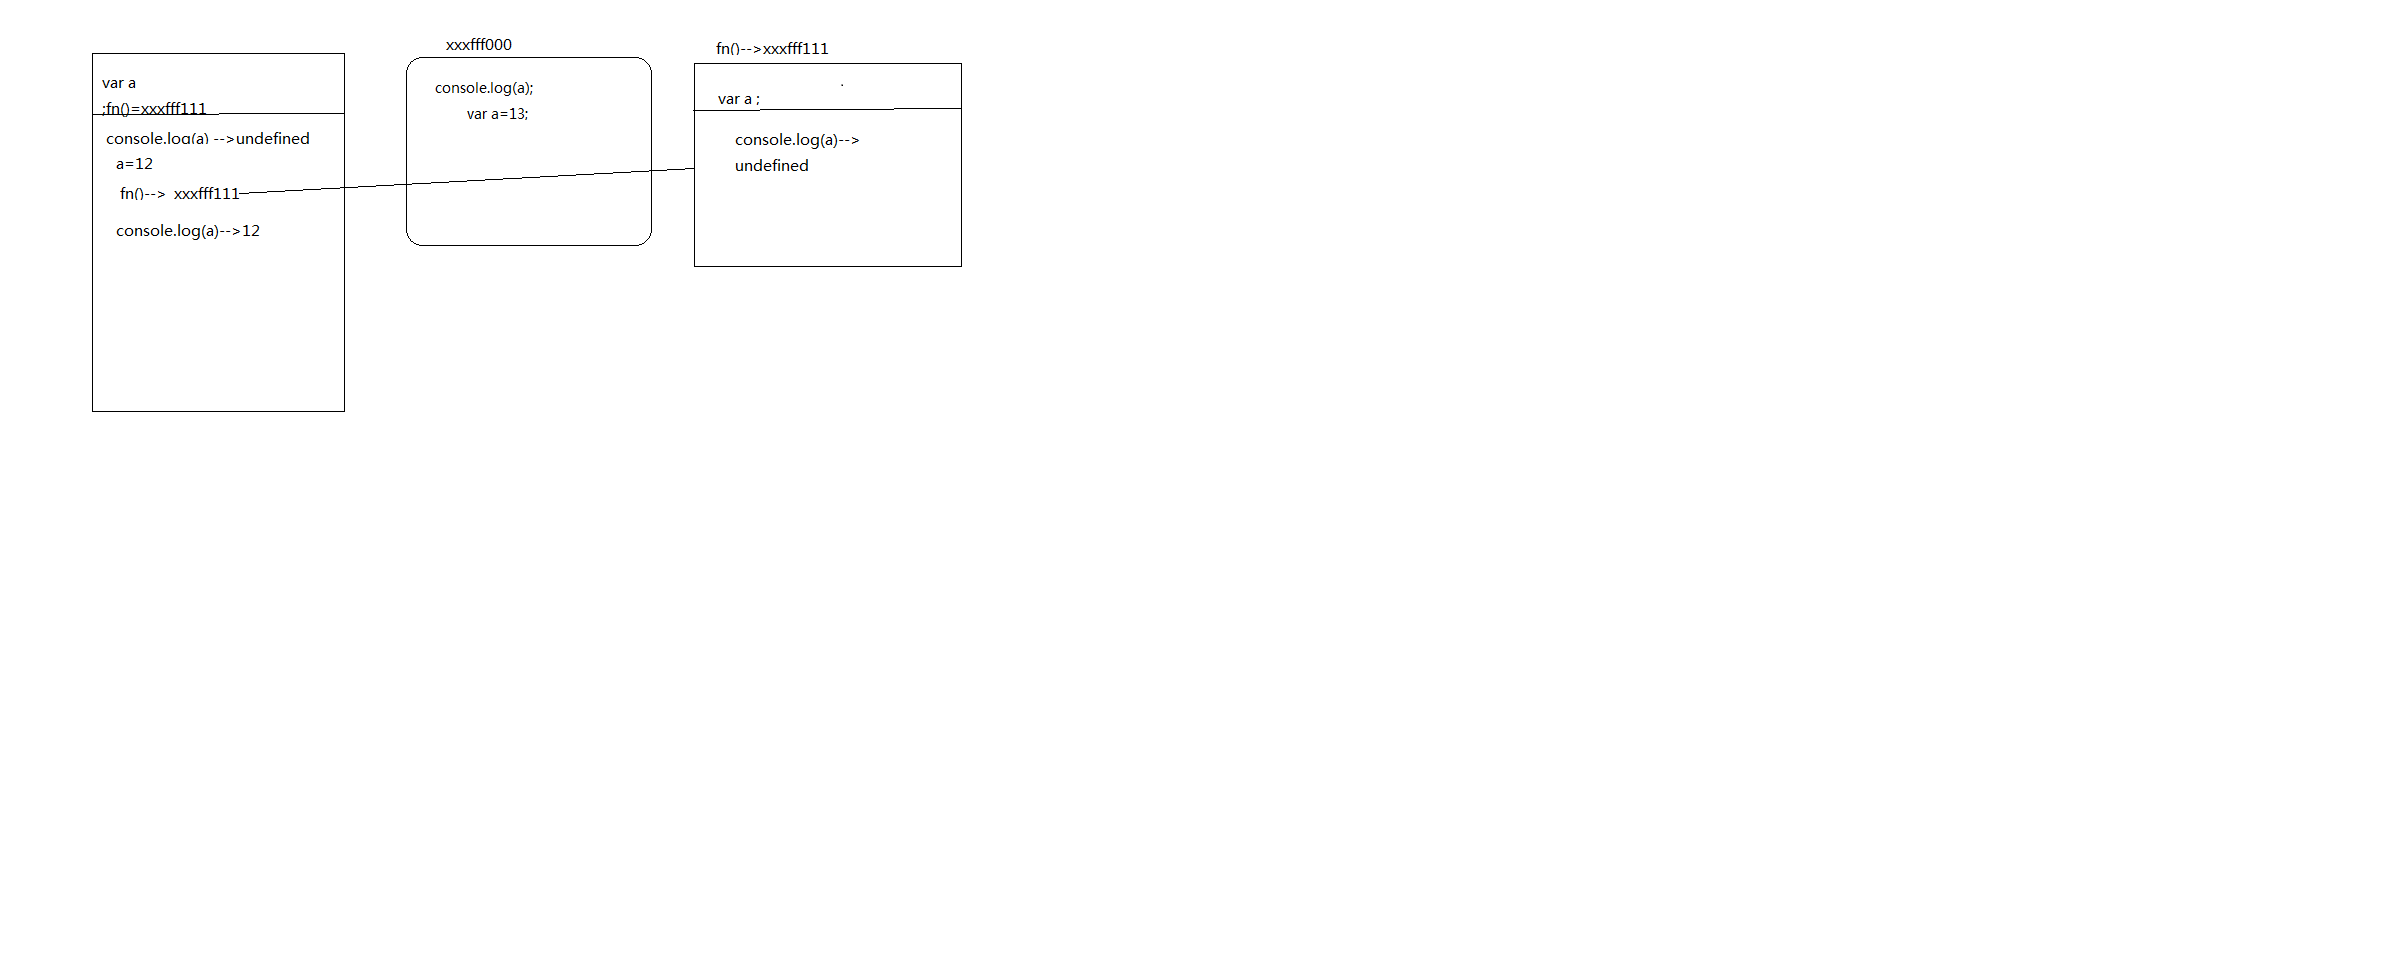 var a
;fn()=xxxfff111
console.log(a) -->undefined
a=12
fn()--> xxxfff111
console.log(a)-->12
xxxfff000
console.log(a);
var a=13;
fn()-->xxxfff111
var a ;
console.log(a)-->
undefined